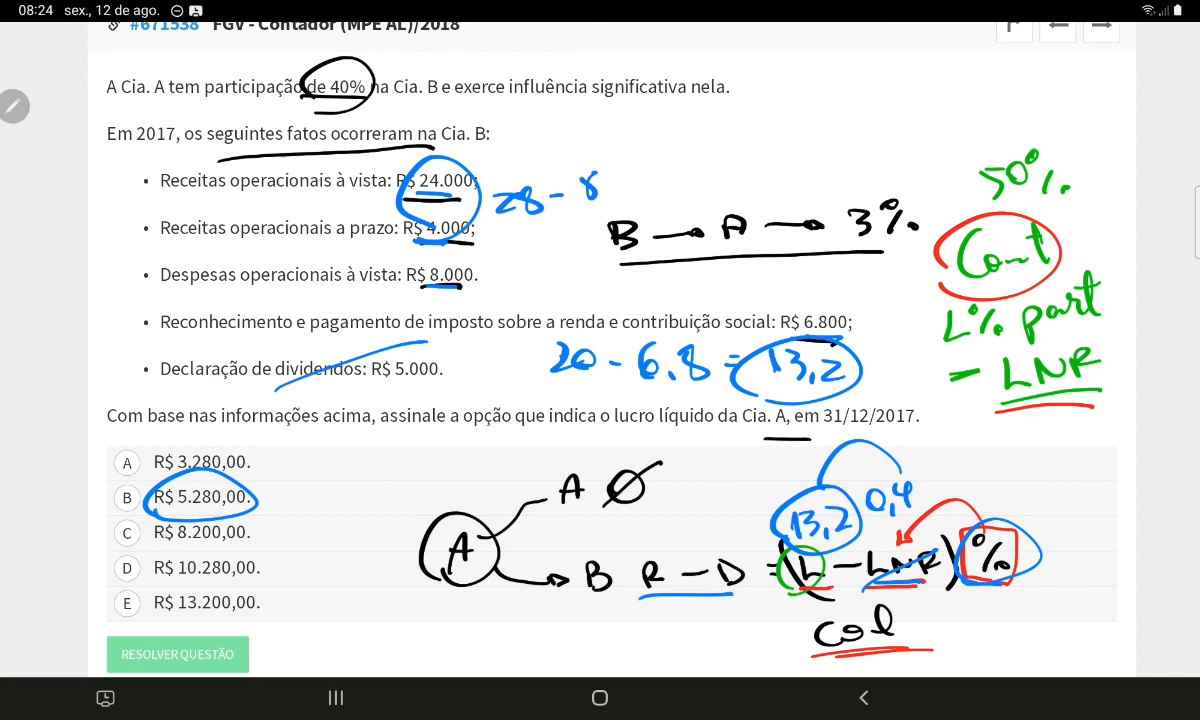 08:24 sex., 12 de ago.
#671538 FGV - Contador (MPE AL)/2018
A Cia. A tem participação de 40% na Cia. B e exerce influência significativa nela.
Em 2017, os seguintes fatos ocorreram na Cia. B:
• Receitas operacionais à vista: R$ 24.000;
28 - 8
50%
• Receitas operacionais a prazo: R$ 4.000;
B → A → 3%
Cont
• Despesas operacionais à vista: R$ 8.000.
L % part
• Reconhecimento e pagamento de imposto sobre a renda e contribuição social: R$ 6.800;
• Declaração de dividendos: R$ 5.000.
20 - 6,8 = 13,2
- LNR
Com base nas informações acima, assinale a opção que indica o lucro líquido da Cia. A, em 31/12/2017.
A R$ 3.280,00.
B R$ 5.280,00.
A Ø
0,4
C R$ 8.200,00.
13,2
A
D R$ 10.280,00.
B R - D = (L - LNR) %
E R$ 13.200,00.
Col
RESOLVER QUESTÃO